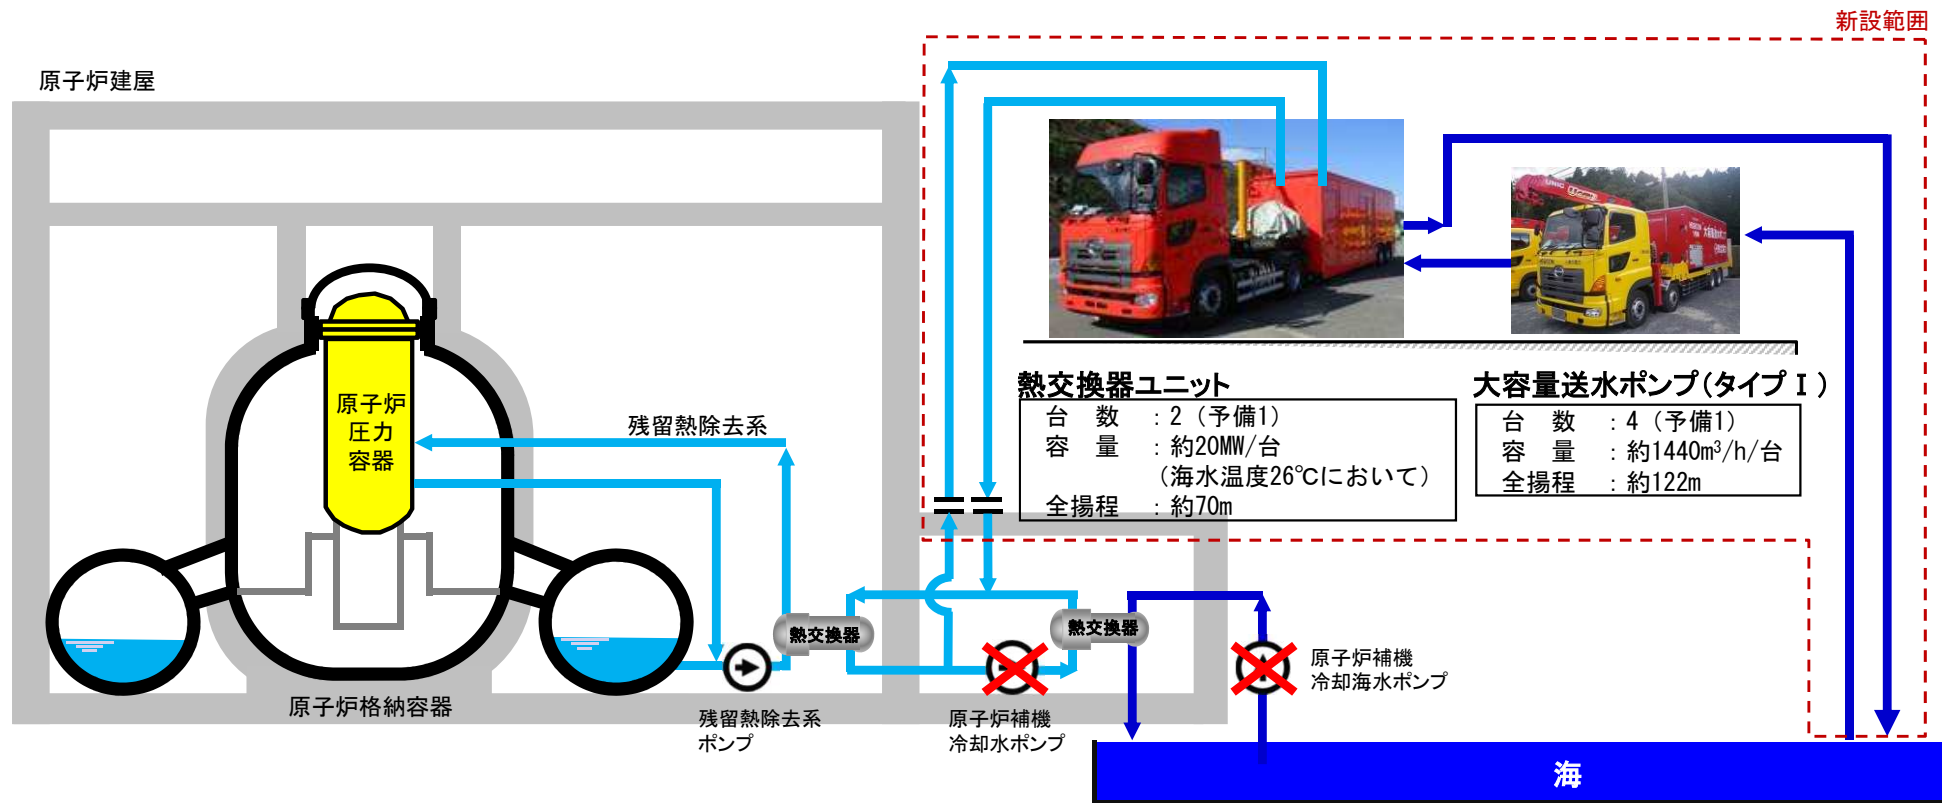 新設範囲
原子炉建屋
原子炉
圧力
容器
残留熱除去系
熱交換器ユニット
台　数　：2（予備1）
容　量　：約20MW/台
（海水温度26℃において）
全揚程　：約70m
大容量送水ポンプ（タイプⅠ）
台　数　：4（予備1）
容　量　：約1440m³/h/台
全揚程　：約122m
熱交換器
熱交換器
原子炉補機
冷却海水ポンプ
原子炉格納容器
残留熱除去系
ポンプ
原子炉補機
冷却水ポンプ
海
UNIC